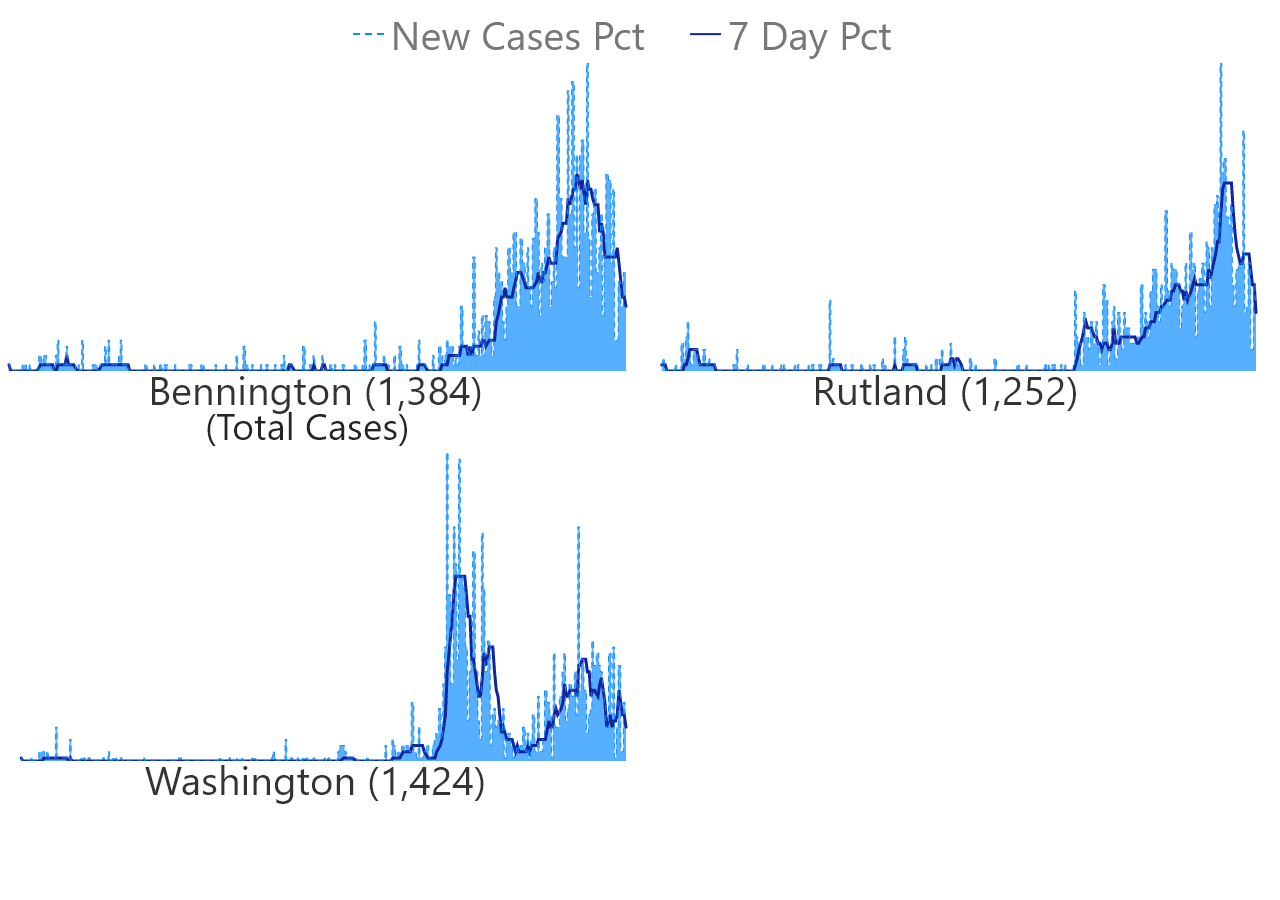 New Cases Pct 7 Day Pct
Bennington (1,384)
(Total Cases)
Rutland (1,252)
Washington (1,424)